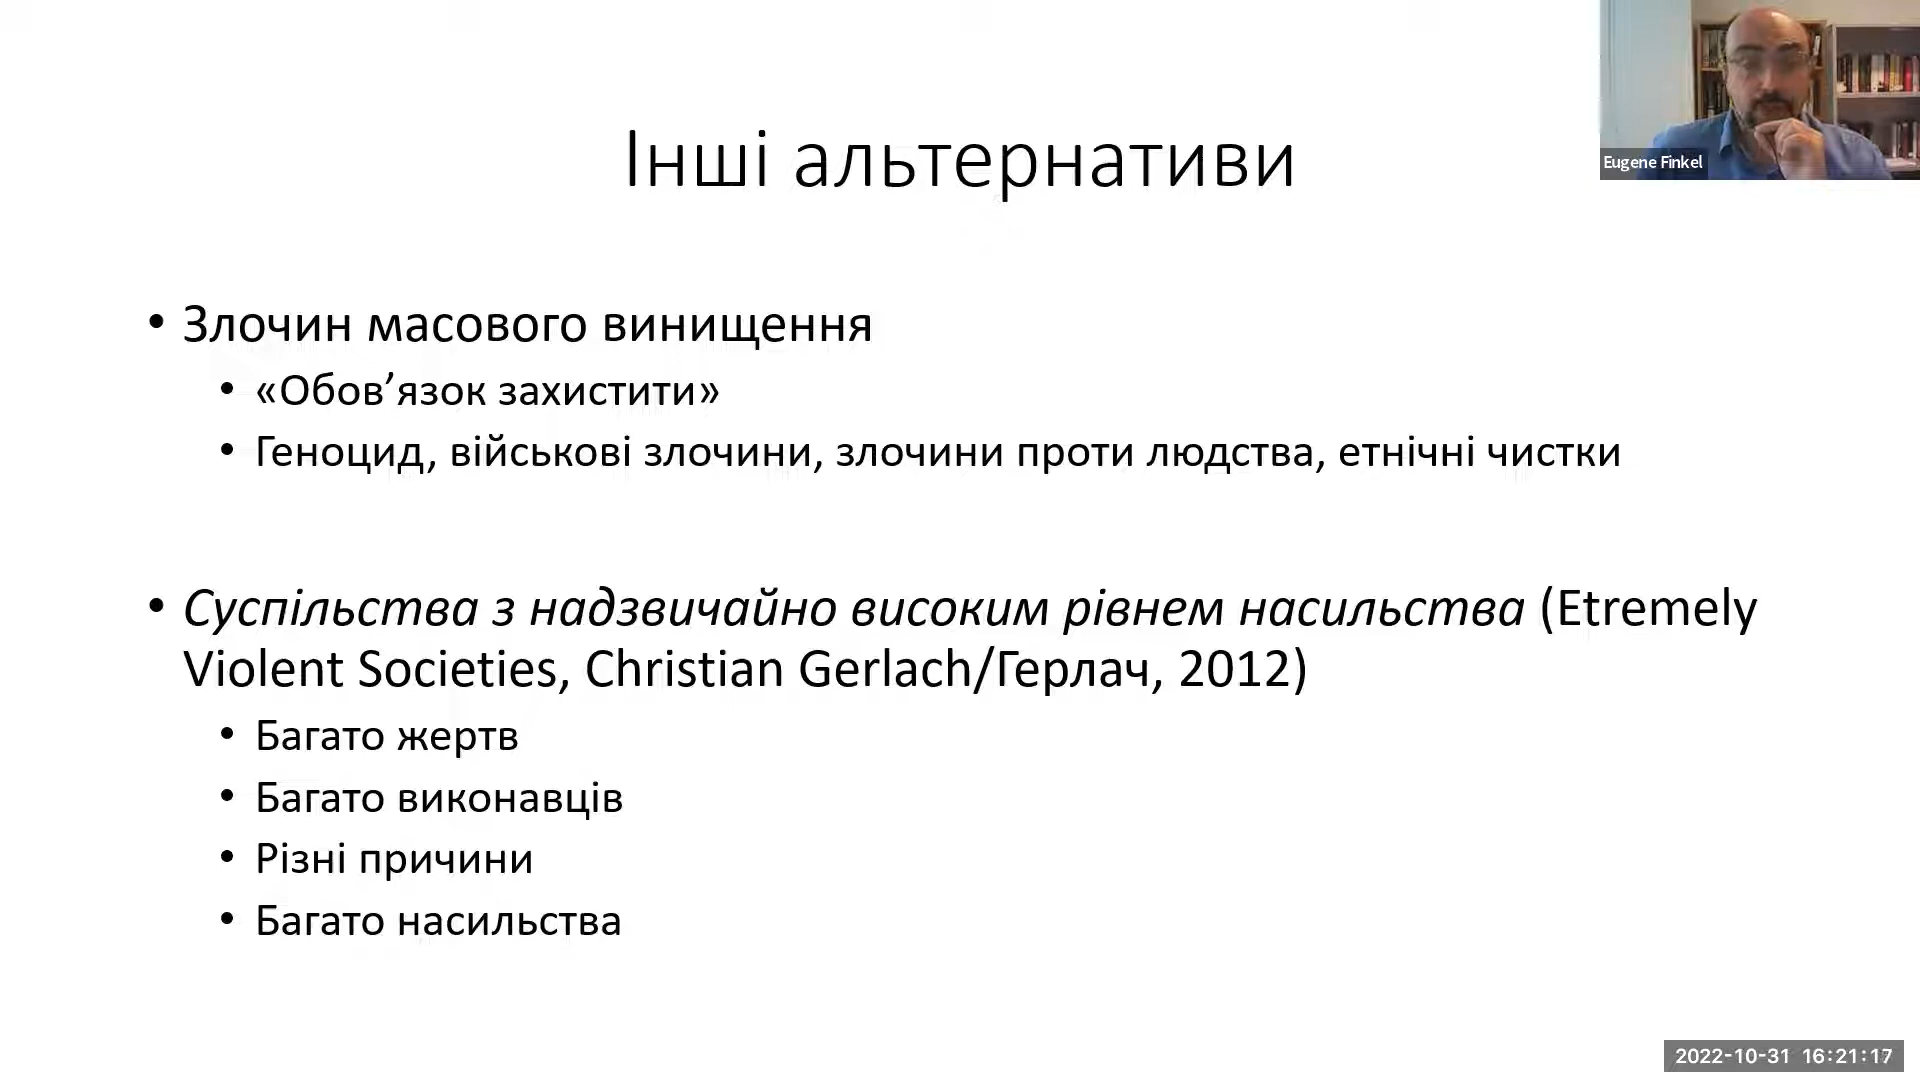 Eugene Finkel
Інші альтернативи
• Злочин масового винищення
• «Обов’язок захистити»
• Геноцид, військові злочини, злочини проти людства, етнічні чистки
• Суспільства з надзвичайно високим рівнем насильства (Etremely
Violent Societies, Christian Gerlach/Герлач, 2012)
• Багато жертв
• Багато виконавців
• Різні причини
• Багато насильства
2022-10-31 16:21:17